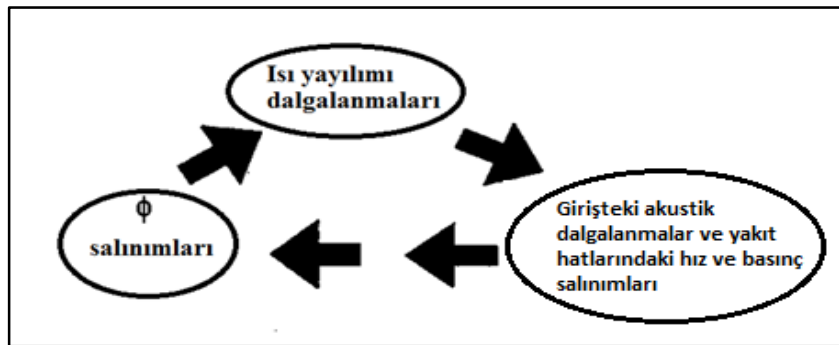 Isı yayılımı
dalgalanmaları
ϕ
salınımları
Girişteki akustik
dalgalanmalar ve yakıt
hatlarındaki hız ve basınç
salınımları